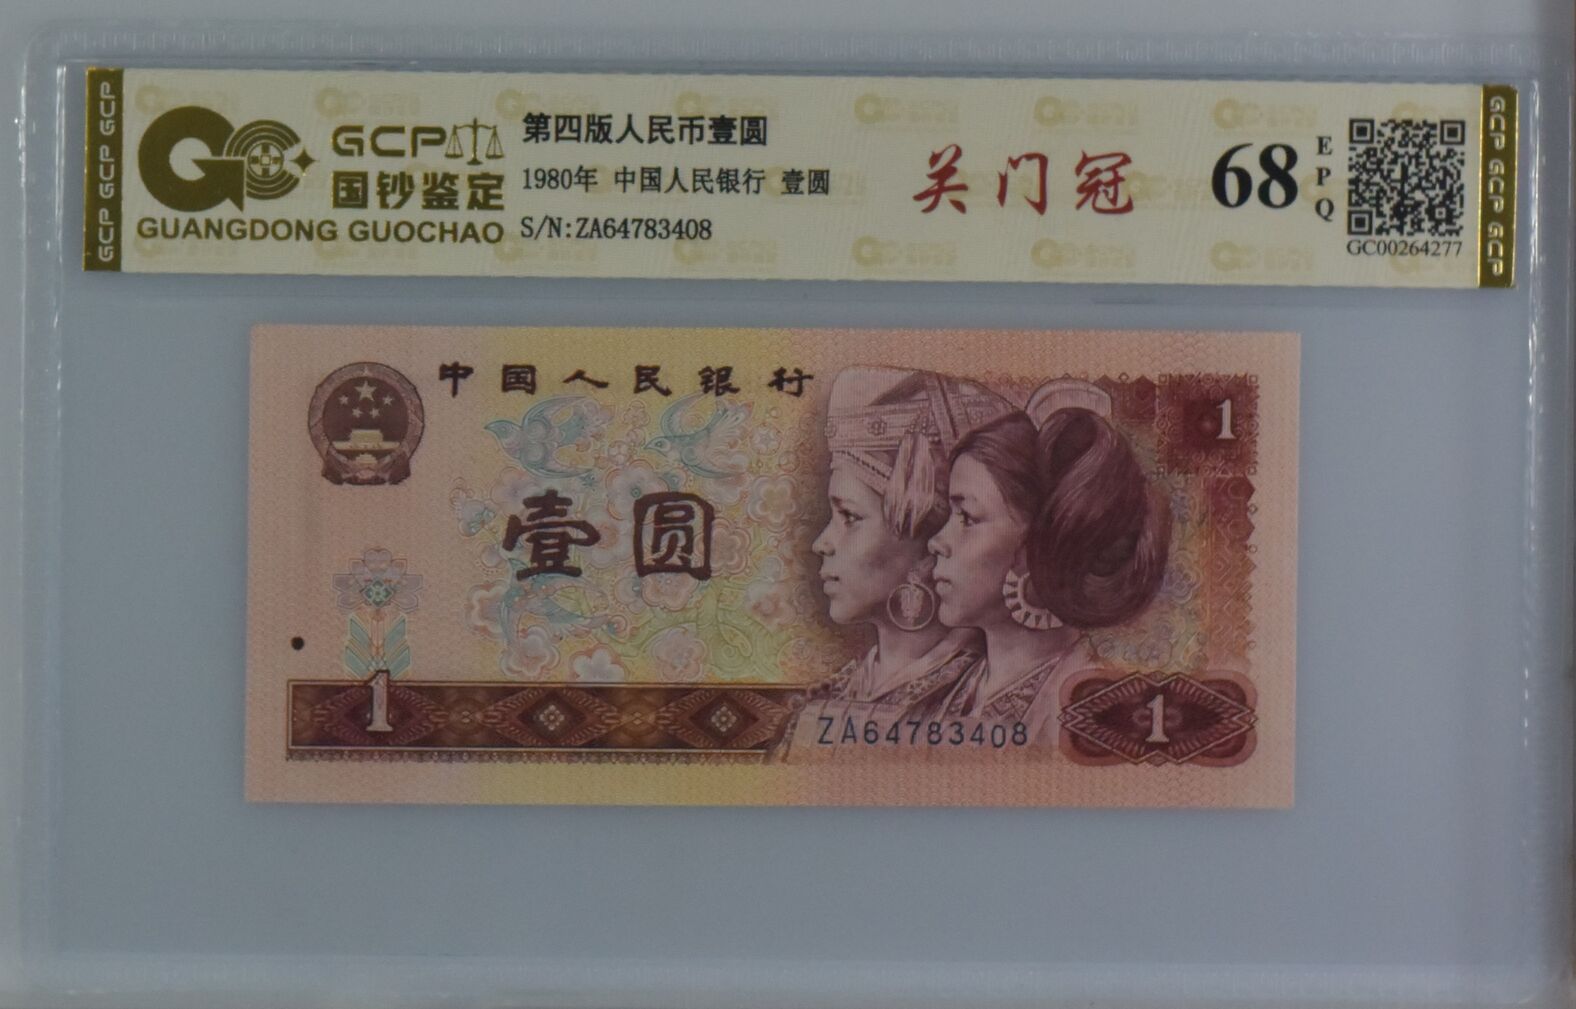 GCP GCP GCP
GCP
国钞鉴定
GUANGDONG GUOCHAO
第四版人民币壹圆
1980年 中国人民银行 壹圆
S/N:ZA64783408
关门冠
68
EPQ
GC00264277
GCP GCP GCP
中国人民银行
1
壹圆
1
ZA64783408
1